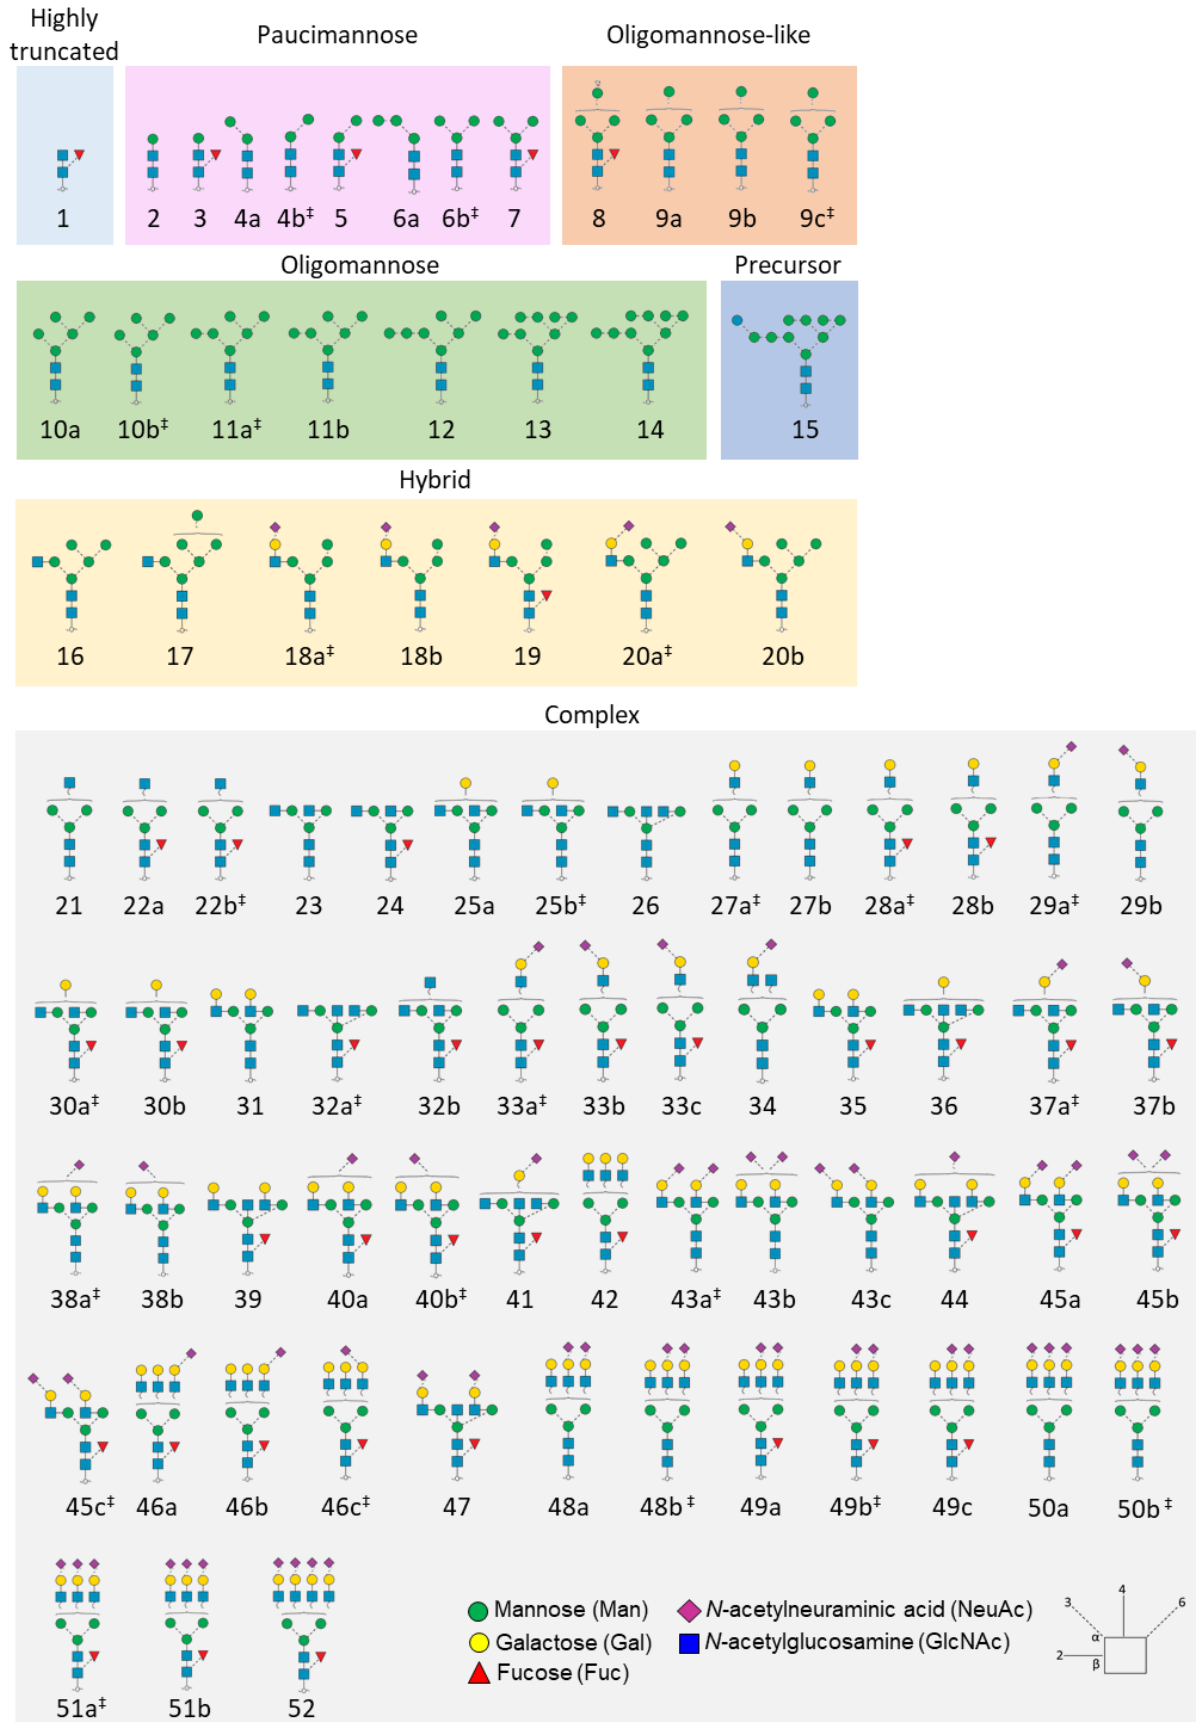 Highly
truncated
Paucimannose
Oligomannose-like
1
2 3 4a 4b‡ 5 6a 6b‡ 7
8 9a 9b 9c‡
Oligomannose
Precursor
10a 10b‡ 11a‡ 11b 12 13 14
15
Hybrid
16 17 18a‡ 18b 19 20a‡ 20b
Complex
21 22a 22b‡ 23 24 25a 25b‡ 26 27a‡ 27b 28a‡ 28b 29a‡ 29b
30a‡ 30b 31 32a‡ 32b 33a‡ 33b 33c 34 35 36 37a‡ 37b
38a‡ 38b 39 40a 40b‡ 41 42 43a‡ 43b 43c 44 45a 45b
45c‡ 46a 46b 46c‡ 47 48a 48b‡ 49a 49b‡ 49c 50a 50b‡
51a‡ 51b 52
Mannose (Man)
Galactose (Gal)
Fucose (Fuc)
N-acetylneuraminic acid (NeuAc)
N-acetylglucosamine (GlcNAc)
3 4 6
α
2 β